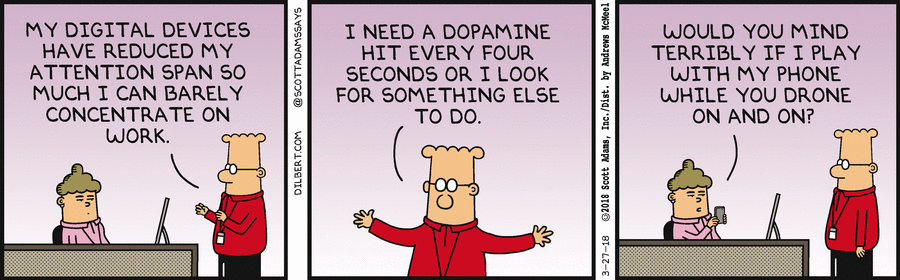 MY DIGITAL DEVICES
HAVE REDUCED MY
ATTENTION SPAN SO
MUCH I CAN BARELY
CONCENTRATE ON
WORK.
DILBERT.COM @SCOTTADAMSSAYS
I NEED A DOPAMINE
HIT EVERY FOUR
SECONDS OR I LOOK
FOR SOMETHING ELSE
TO DO.
3-27-18 ©2018 Scott Adams, Inc./Dist. by Andrews McMeel
WOULD YOU MIND
TERRIBLY IF I PLAY
WITH MY PHONE
WHILE YOU DRONE
ON AND ON?